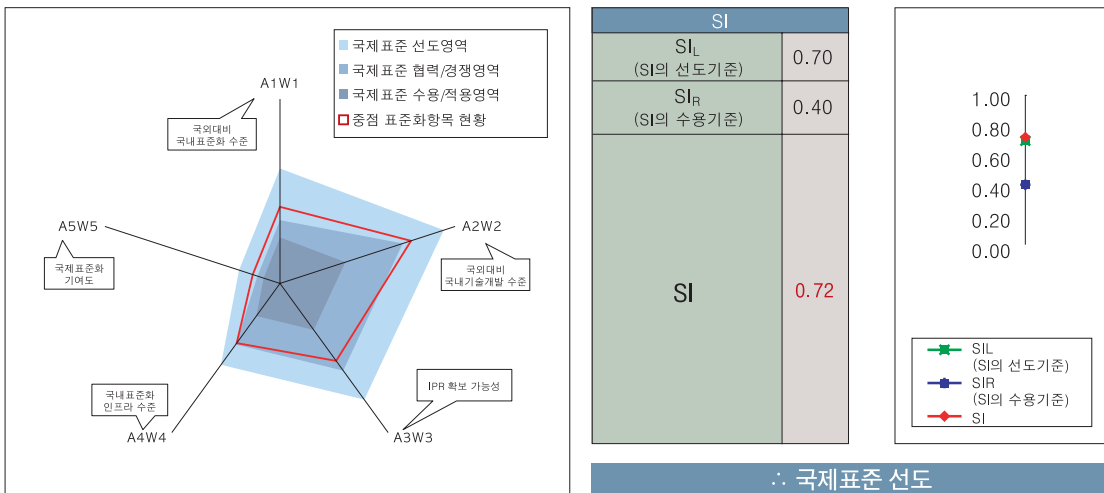 국제표준 선도영역
국제표준 협력/경쟁영역
국제표준 수용/적용영역
중점 표준화항목 현황
A1W1
국외대비
국내표준화 수준
A2W2
국외대비
국내기술개발 수준
A5W5
국제표준화
기여도
국내표준화
인프라 수준
A4W4
IPR 확보 가능성
A3W3
SI
SIL
(SI의 선도기준)
0.70
SIR
(SI의 수용기준)
0.40
SI
0.72
1.00
0.80
0.60
0.40
0.20
0.00
SIL
(SI의 선도기준)
SIR
(SI의 수용기준)
SI
∴ 국제표준 선도